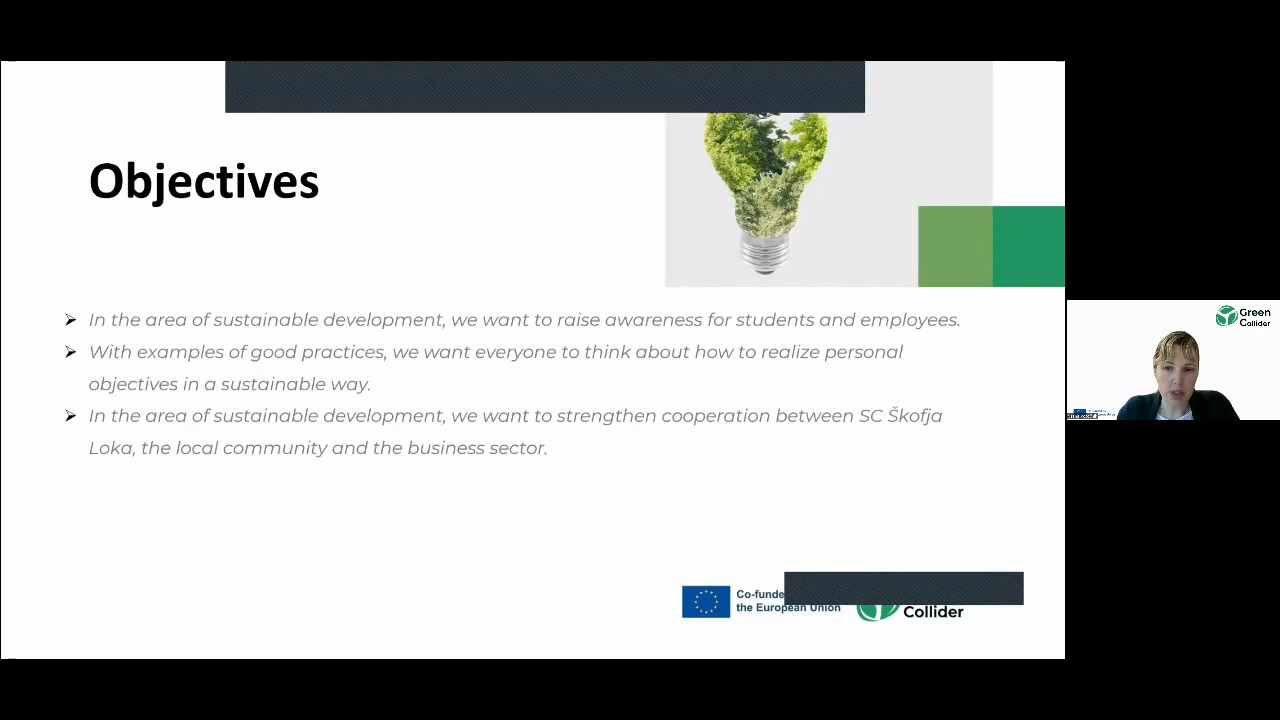 Objectives
In the area of sustainable development, we want to raise awareness for students and employees.
With examples of good practices, we want everyone to think about how to realize personal
objectives in a sustainable way.
In the area of sustainable development, we want to strengthen cooperation between SC Škofja
Loka, the local community and the business sector.
the European Union
Collider
Green
Collider